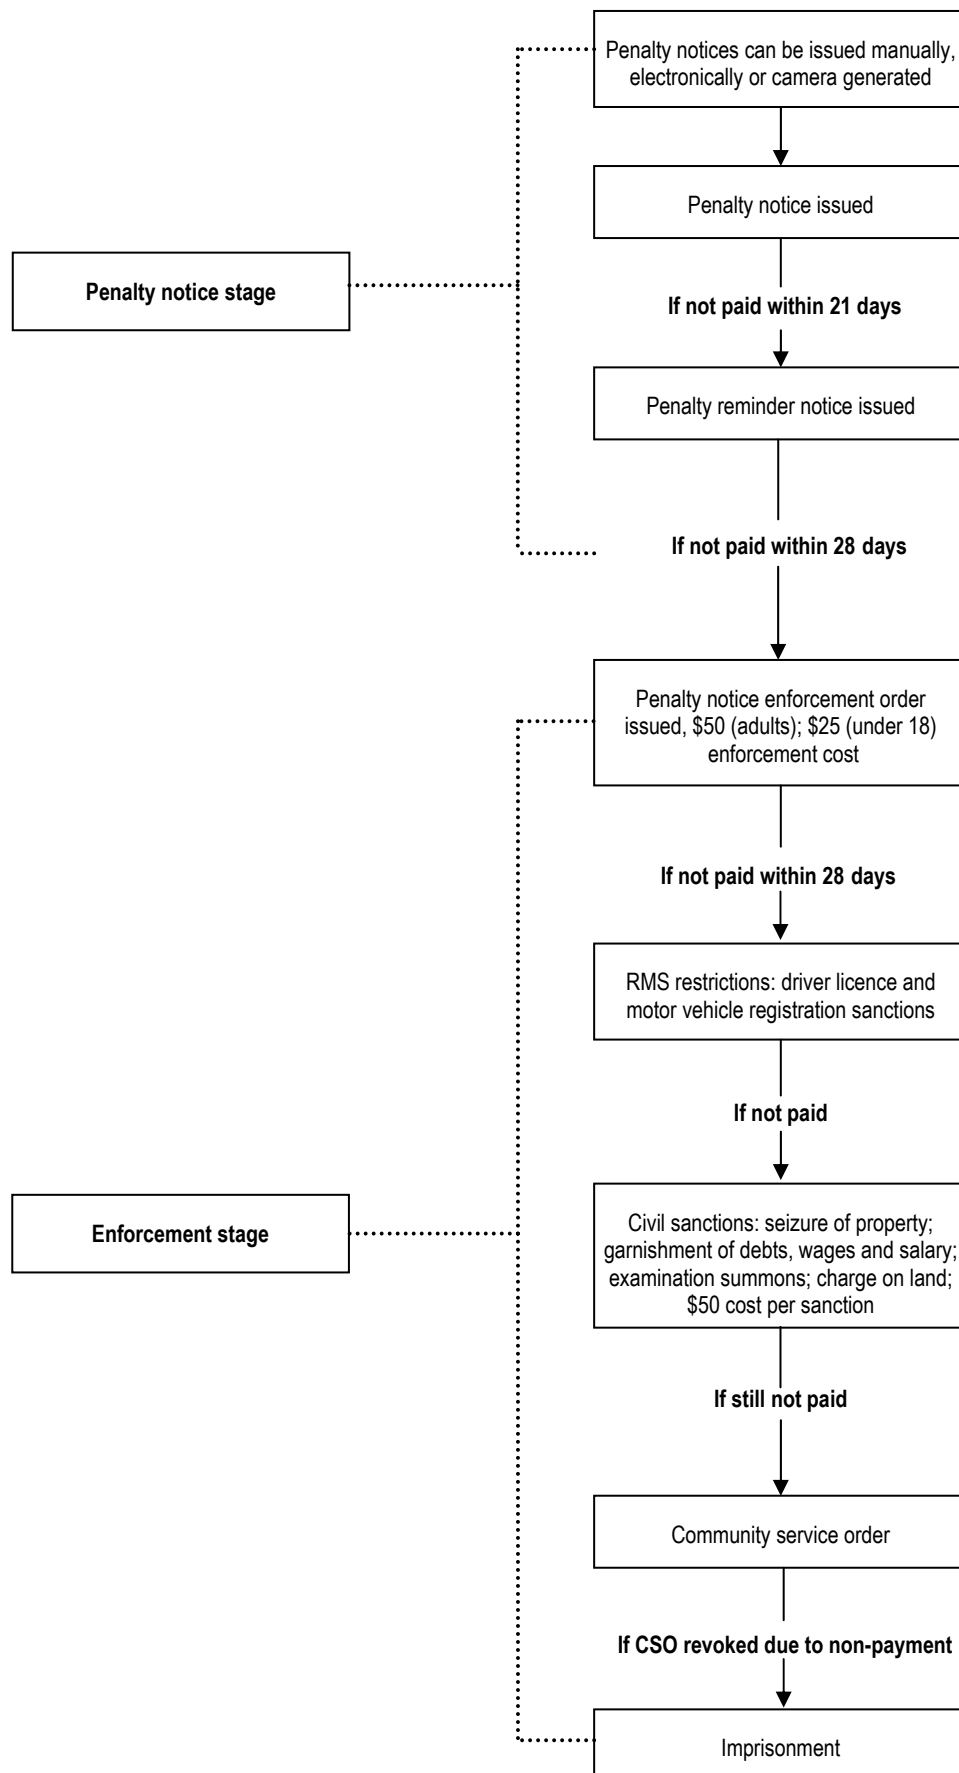 Penalty notices can be issued manually,
electronically or camera generated
Penalty notice issued
Penalty notice stage
If not paid within 21 days
Penalty reminder notice issued
If not paid within 28 days
Penalty notice enforcement order
issued, $50 (adults); $25 (under 18)
enforcement cost
If not paid within 28 days
RMS restrictions: driver licence and
motor vehicle registration sanctions
If not paid
Enforcement stage
Civil sanctions: seizure of property;
garnishment of debts, wages and salary;
examination summons; charge on land;
$50 cost per sanction
If still not paid
Community service order
If CSO revoked due to non-payment
Imprisonment